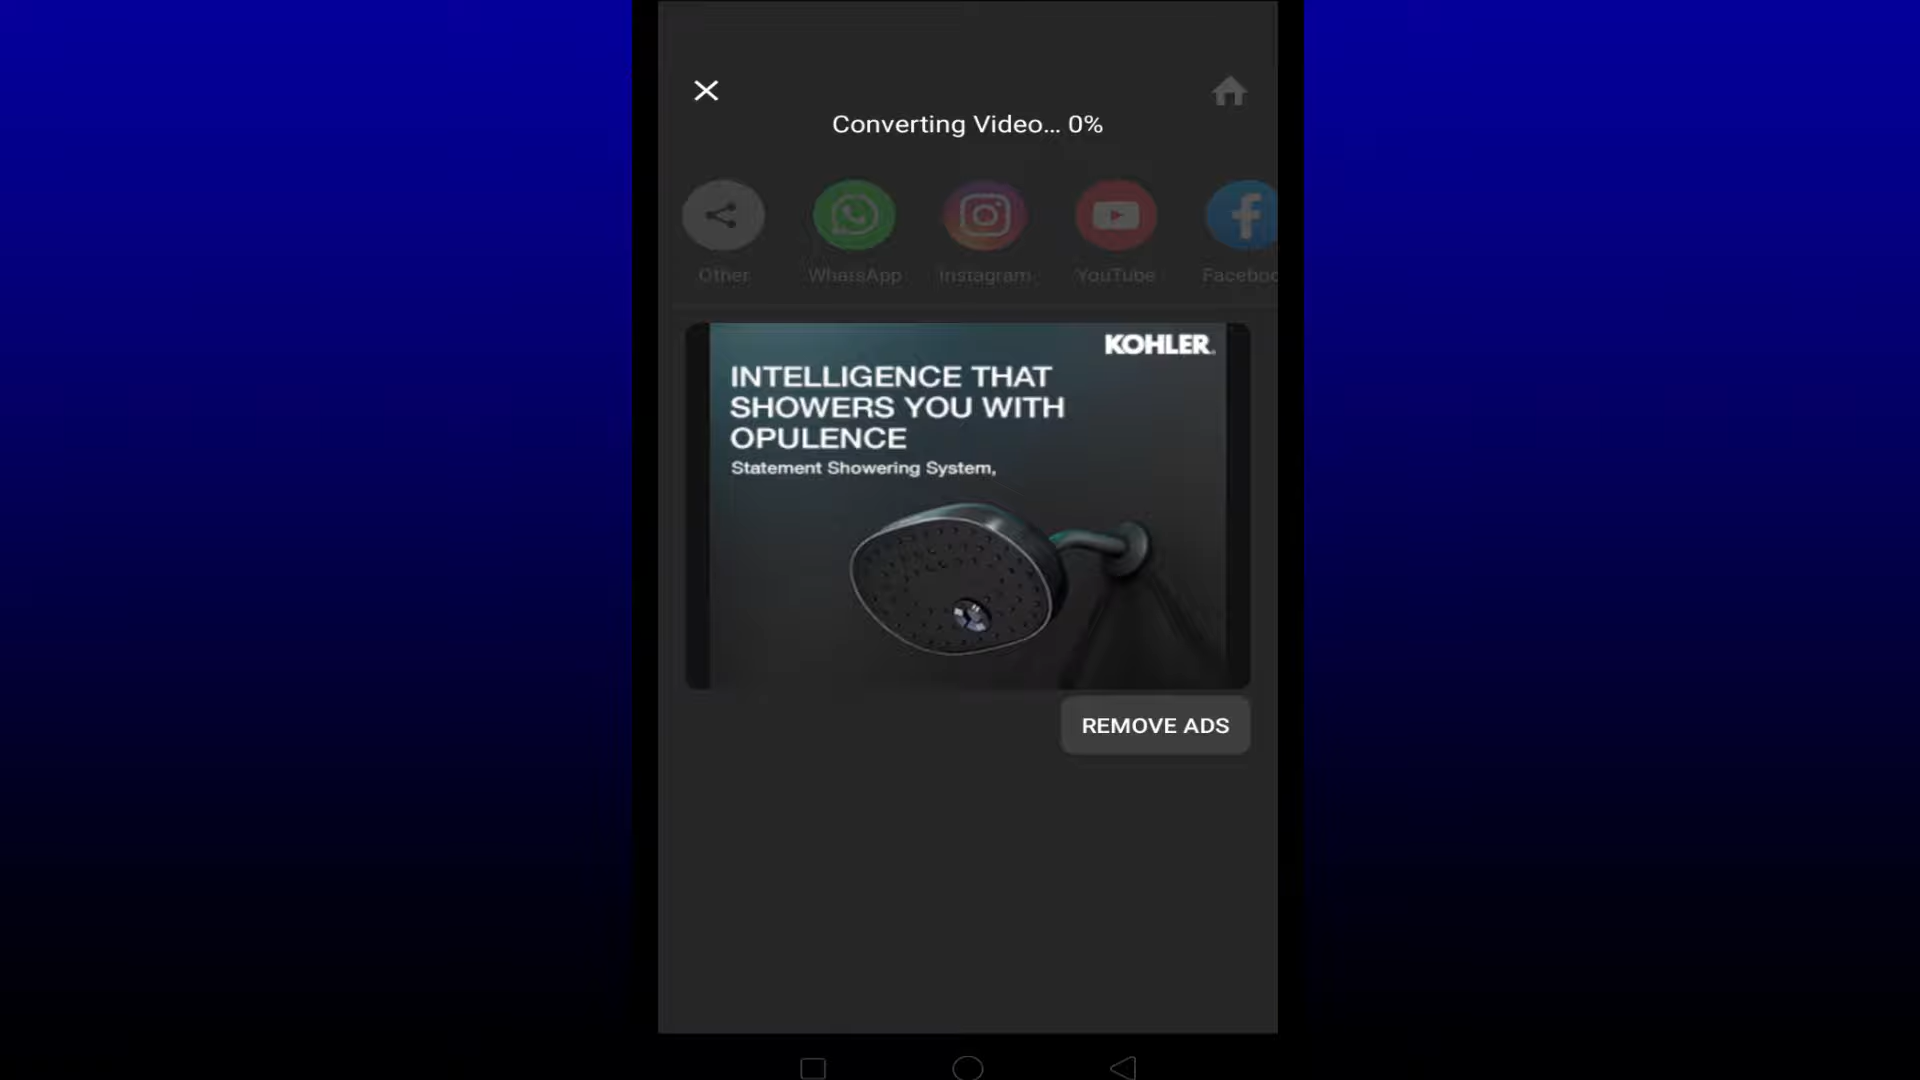 Converting Video... 0%
Other
WhatsApp
Instagram
YouTube
Faceboo
KOHLER.
INTELLIGENCE THAT
SHOWERS YOU WITH
OPULENCE
Statement Showering System,
REMOVE ADS